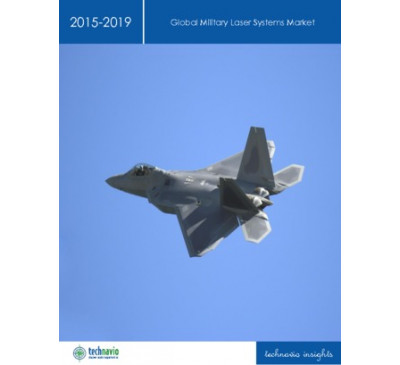 2015-2019
Global Military Laser Systems Market
technavio
technavio insights